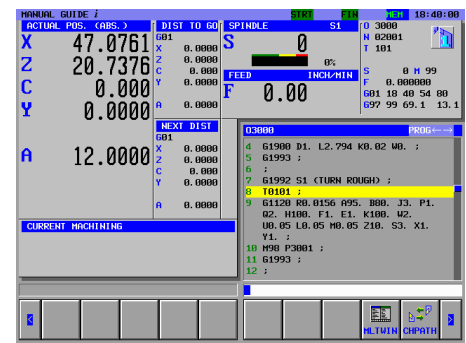 MANUAL GUIDE i STRT FIN MEM 18:40:00
ACTUAL POS. (ABS.)
X 47.0761
Z 20.7376
C 0.000
Y 0.0000
A 12.0000
DIST TO GO
G01
X 0.0000
Z 0.0000
C 0.000
Y 0.0000
A 0.0000
NEXT DIST
G01
X 0.0000
Z 0.0000
C 0.000
Y 0.0000
A 0.0000
SPINDLE S1
S 0
0%
FEED INCH/MIN
F 0.00
O 3000
N 02001
T 101
S 0 M 99
F 0.000000
G01 18 40 54 80
G97 99 69.1 13.1
CURRENT MACHINING
O3000 PROG←→
4 G1900 D1. L2.794 K0.02 W0. ;
5 G1993 ;
6 ;
7 G1992 S1 (TURN ROUGH) ;
8 T0101 ;
9 G1120 R0.0156 A95. B80. J3. P1.
Q2. H100. F1. E1. K100. W2.
U0.05 L0.05 M0.05 Z10. S3. X1.
Y1. ;
10 M98 P3001 ;
11 G1993 ;
12 ;
< MLTWIN CHPATH >